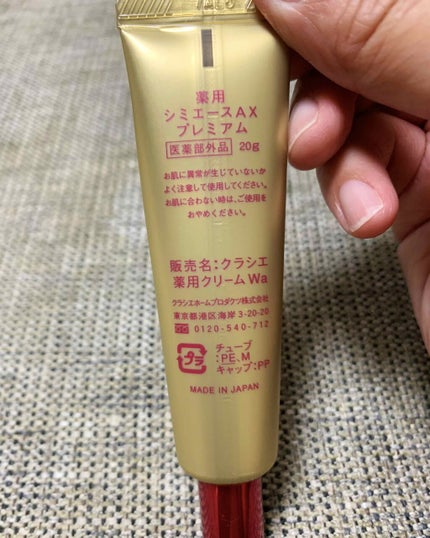 薬用
シミエースAX
プレミアム
医薬部外品 20g
お肌に異常が生じていないか
よく注意して使用してください。
お肌に合わない時は、ご使用を
おやめください。
販売名:クラシエ
薬用クリームWa
クラシエホームプロダクツ株式会社
東京都港区海岸3-20-20
0120-540-712
プラ
チューブ
:PE、M
キャップ:PP
MADE IN JAPAN